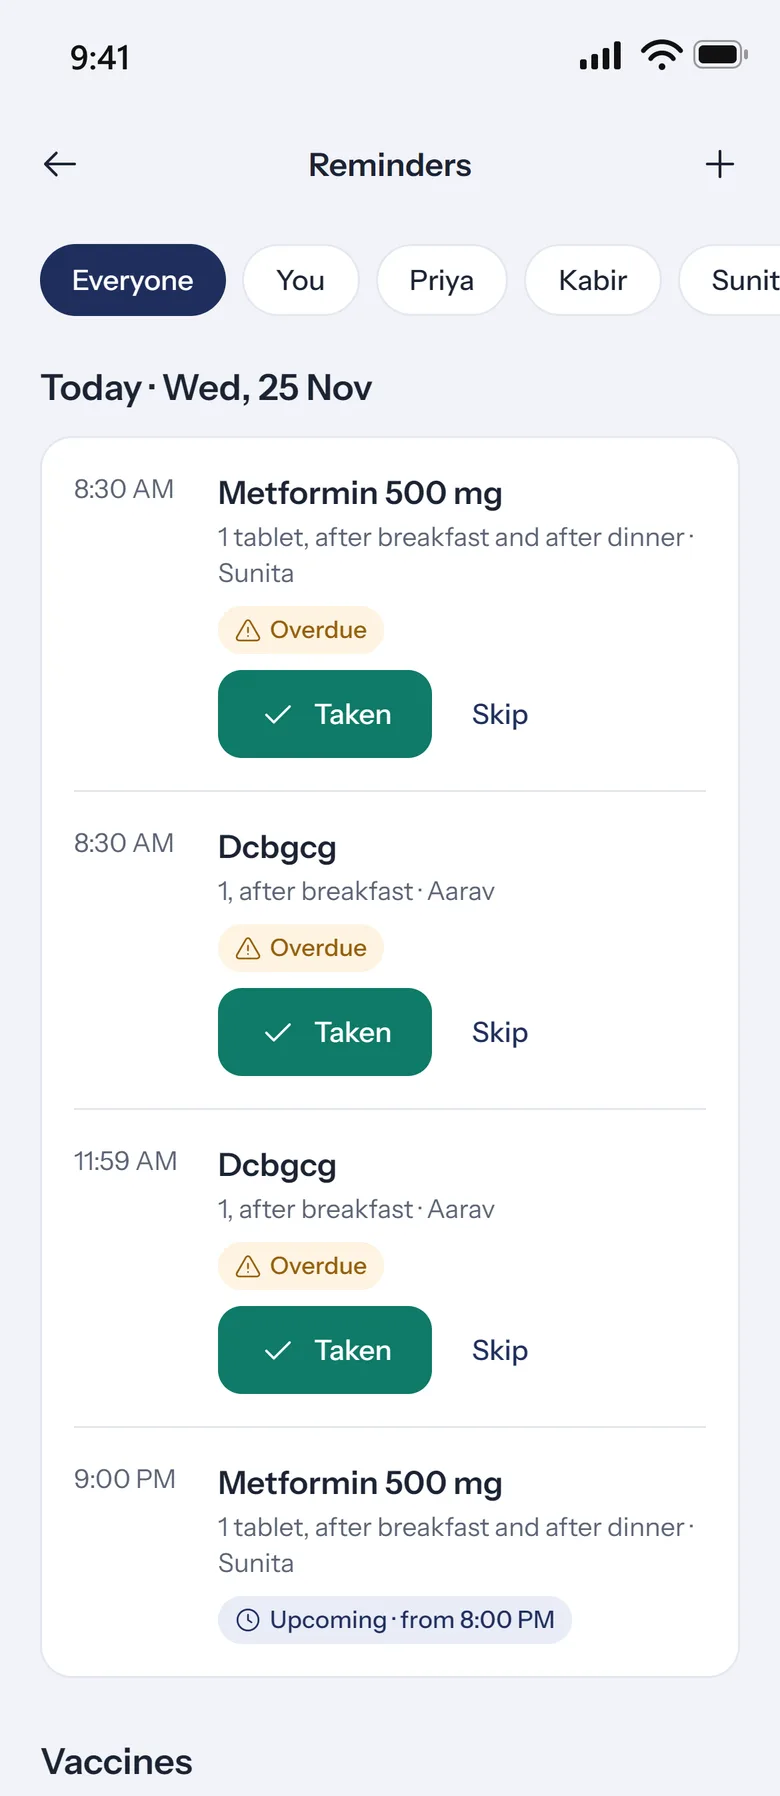 9:41
Reminders
Everyone You Priya Kabir Sunit
Today · Wed, 25 Nov
8:30 AM
Metformin 500 mg
1 tablet, after breakfast and after dinner ·
Sunita
Overdue
Taken Skip
8:30 AM
Dcbgcg
1, after breakfast · Aarav
Overdue
Taken Skip
11:59 AM
Dcbgcg
1, after breakfast · Aarav
Overdue
Taken Skip
9:00 PM
Metformin 500 mg
1 tablet, after breakfast and after dinner ·
Sunita
Upcoming · from 8:00 PM
Vaccines